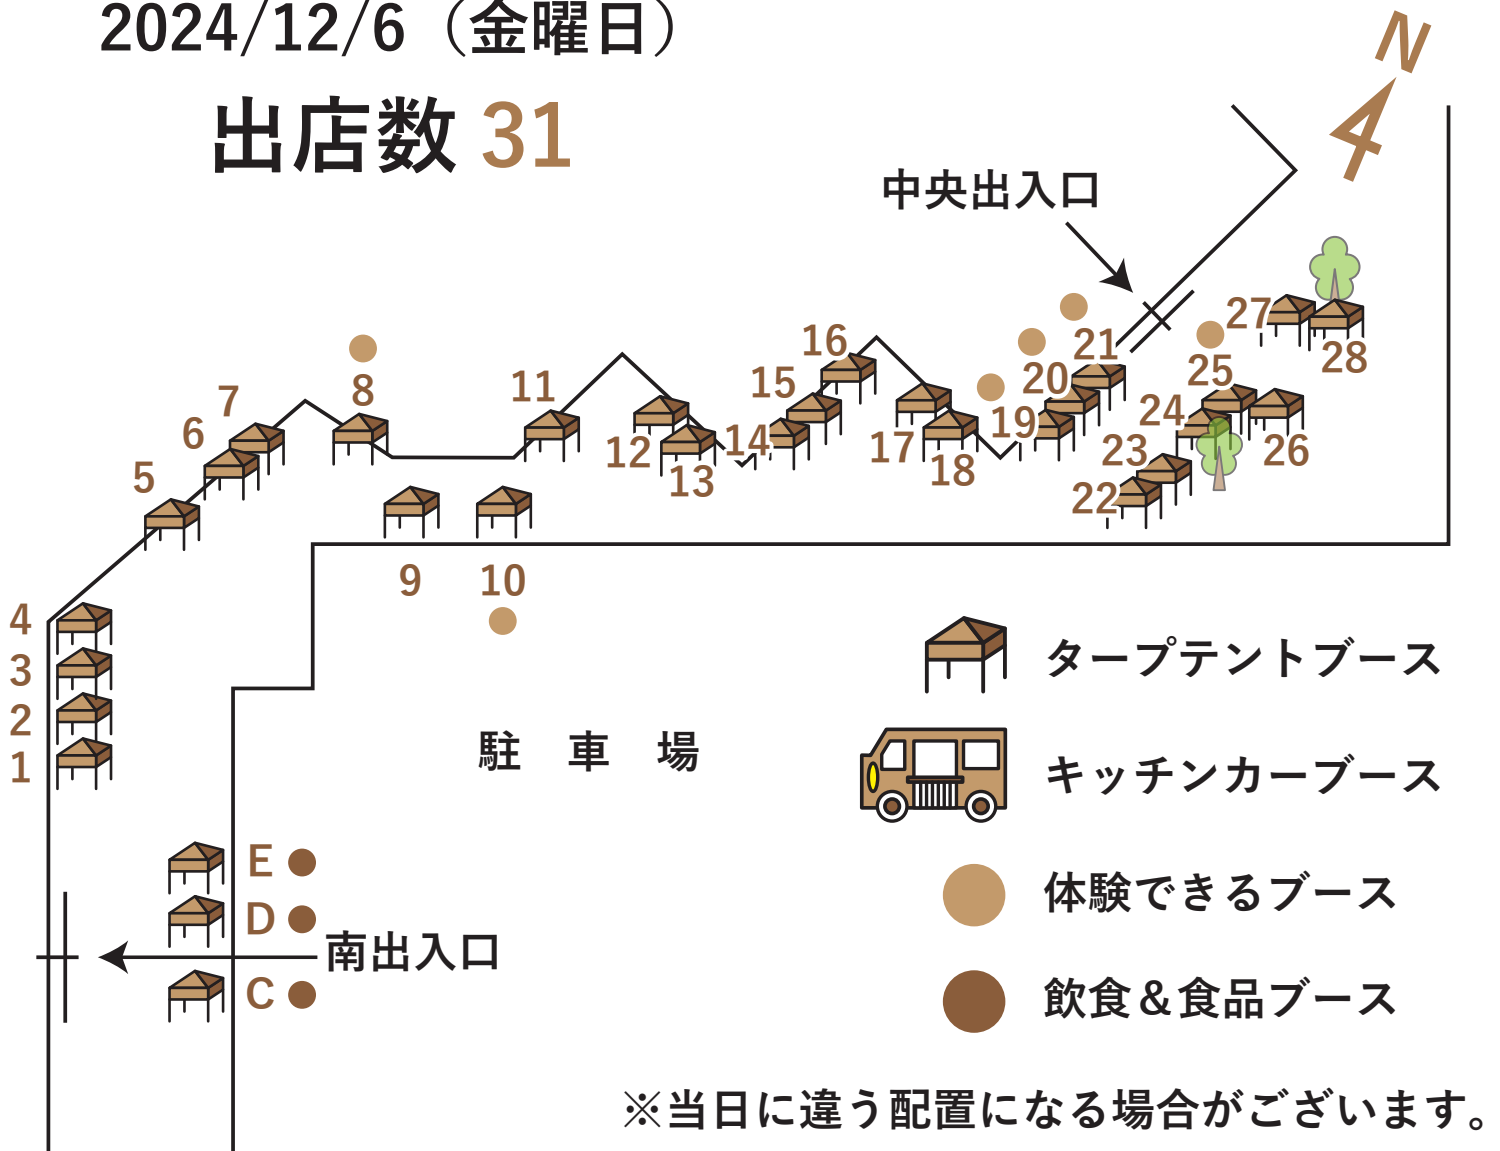 2024/12/6（金曜日）
出店数 31
N
中央出入口
27
28
16
21
7
8
11
15
20
25
6
12
14
17
19
24
26
5
13
18
23
22
9
10
4
3
2
1
タープテントブース
駐 車 場
キッチンカーブース
E
D
体験できるブース
南出入口
C
飲食＆食品ブース
※当日に違う配置になる場合がございます。